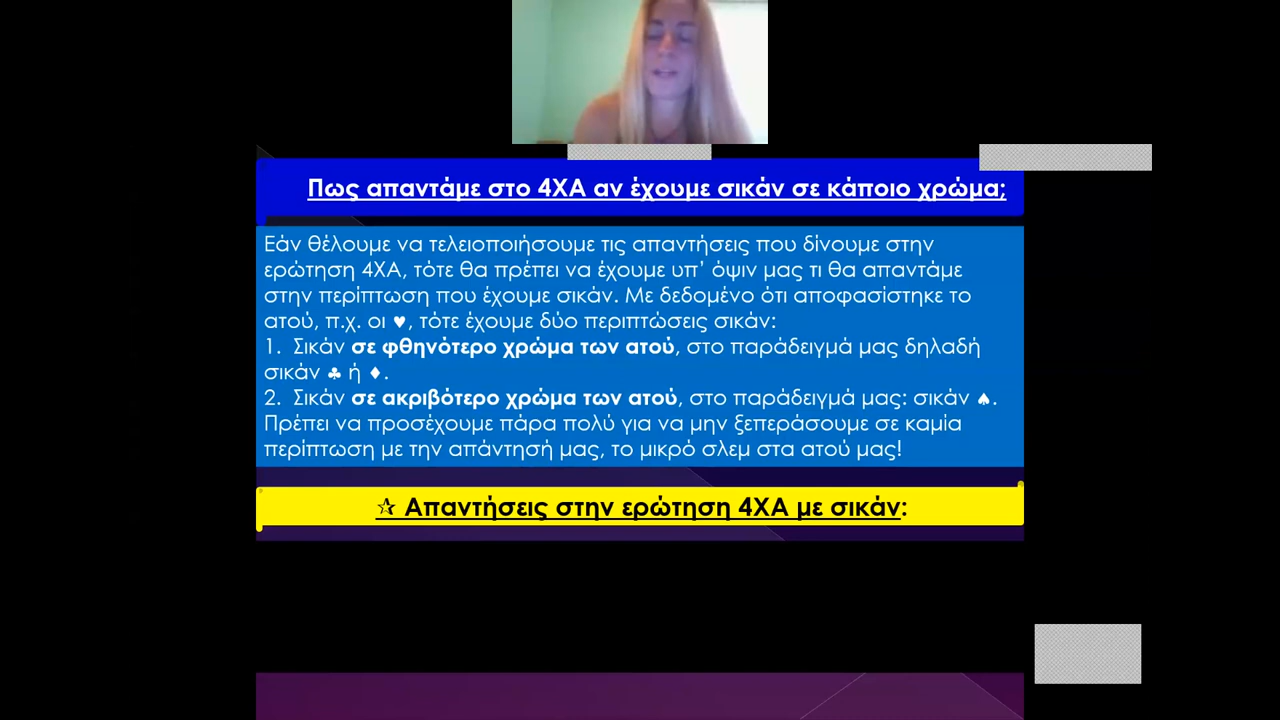 Πως απαντάμε στο 4ΧΑ αν έχουμε σικάν σε κάποιο χρώμα;
Εάν θέλουμε να τελειοποιήσουμε τις απαντήσεις που δίνουμε στην
ερώτηση 4ΧΑ, τότε θα πρέπει να έχουμε υπ’ όψιν μας τι θα απαντάμε
στην περίπτωση που έχουμε σικάν. Με δεδομένο ότι αποφασίστηκε το
ατού, π.χ. οι ♥, τότε έχουμε δύο περιπτώσεις σικάν:
1. Σικάν σε φθηνότερο χρώμα των ατού, στο παράδειγμά μας δηλαδή
σικάν ♣ ή ♦.
2. Σικάν σε ακριβότερο χρώμα των ατού, στο παράδειγμά μας: σικάν ♠.
Πρέπει να προσέχουμε πάρα πολύ για να μην ξεπεράσουμε σε καμία
περίπτωση με την απάντησή μας, το μικρό σλεμ στα ατού μας!
✰ Απαντήσεις στην ερώτηση 4ΧΑ με σικάν: